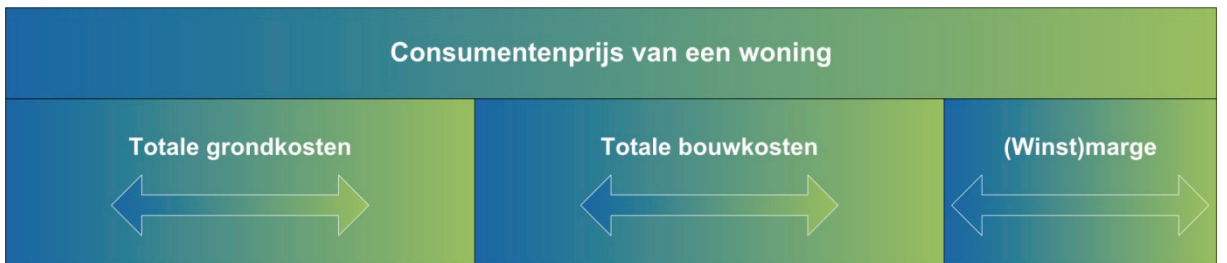 Consumentenprijs van een woning
Totale grondkosten
Totale bouwkosten
(Winst)marge